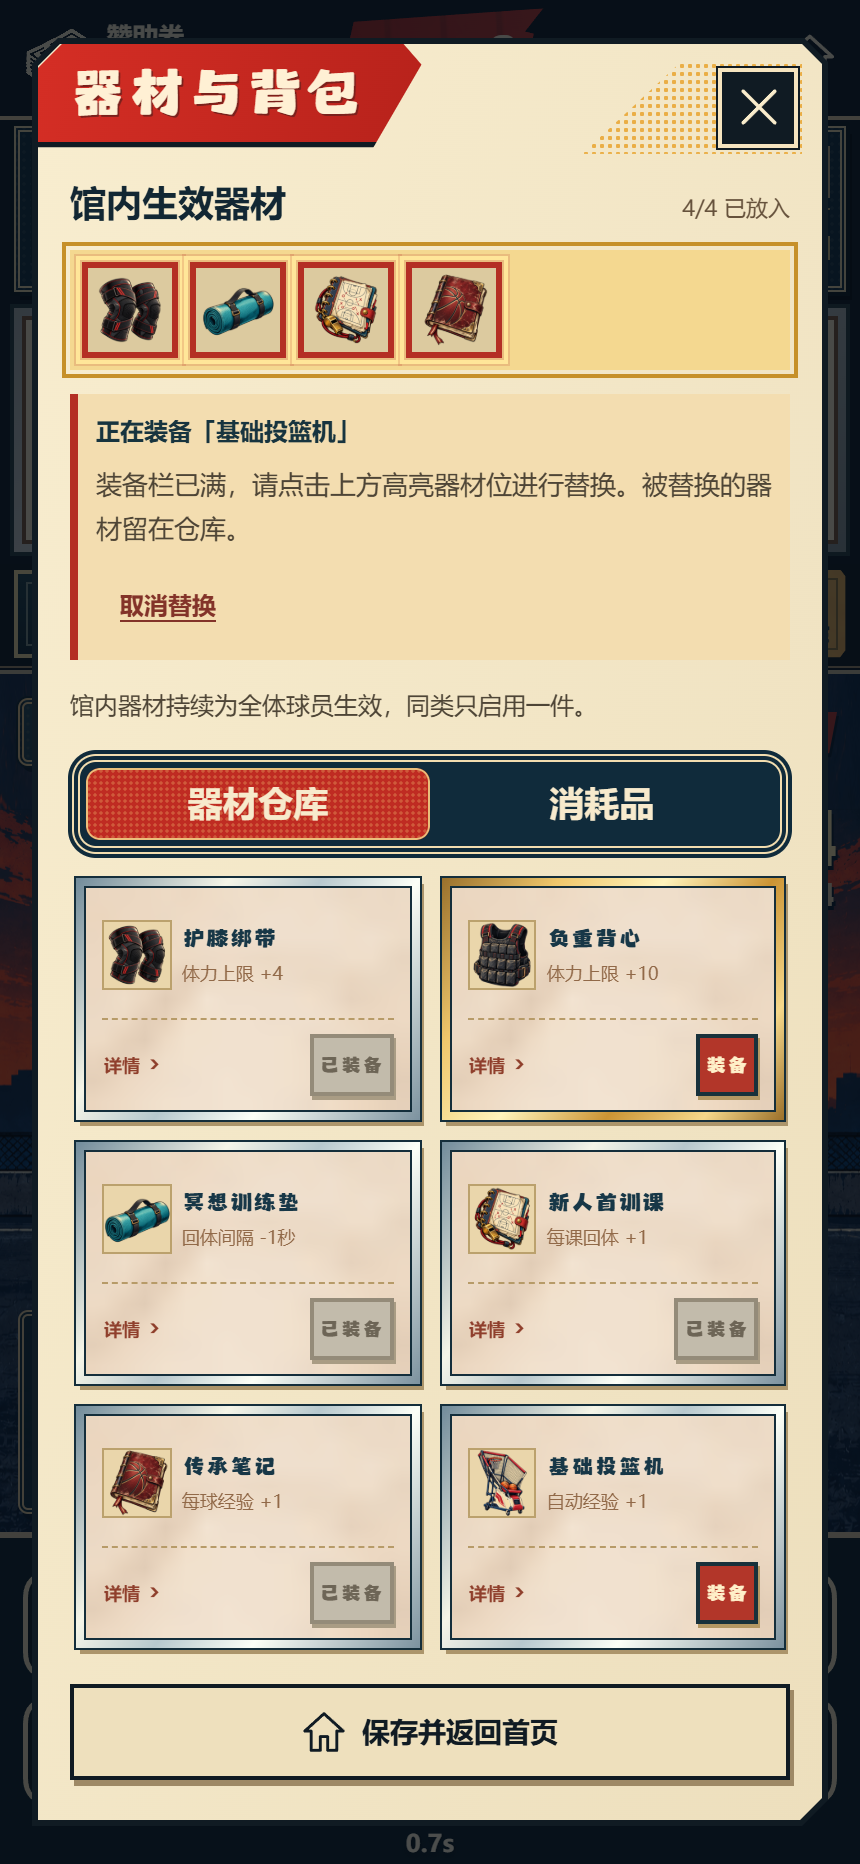 赞助券
器材与背包
馆内生效器材
4/4 已放入
正在装备「基础投篮机」
装备栏已满，请点击上方高亮器材位进行替换。被替换的器
材留在仓库。
取消替换
馆内器材持续为全体球员生效，同类只启用一件。
器材仓库
消耗品
护膝绑带
体力上限 +4
详情 ›
已装备
负重背心
体力上限 +10
详情 ›
装备
冥想训练垫
回体间隔 -1秒
详情 ›
已装备
新人首训课
每课回体 +1
详情 ›
已装备
传承笔记
每球经验 +1
详情 ›
已装备
基础投篮机
自动经验 +1
详情 ›
装备
保存并返回首页
0.7s